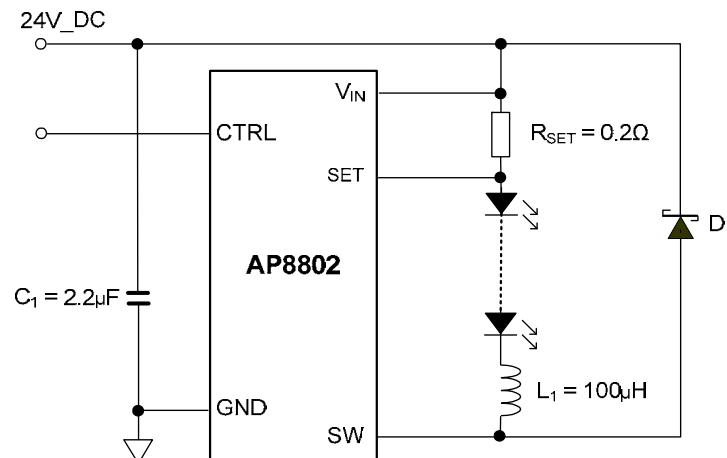 24V_DC
V_IN
CTRL
R_SET = 0.2Ω
SET
D
AP8802
C_1 = 2.2µF
L_1 = 100µH
GND
SW